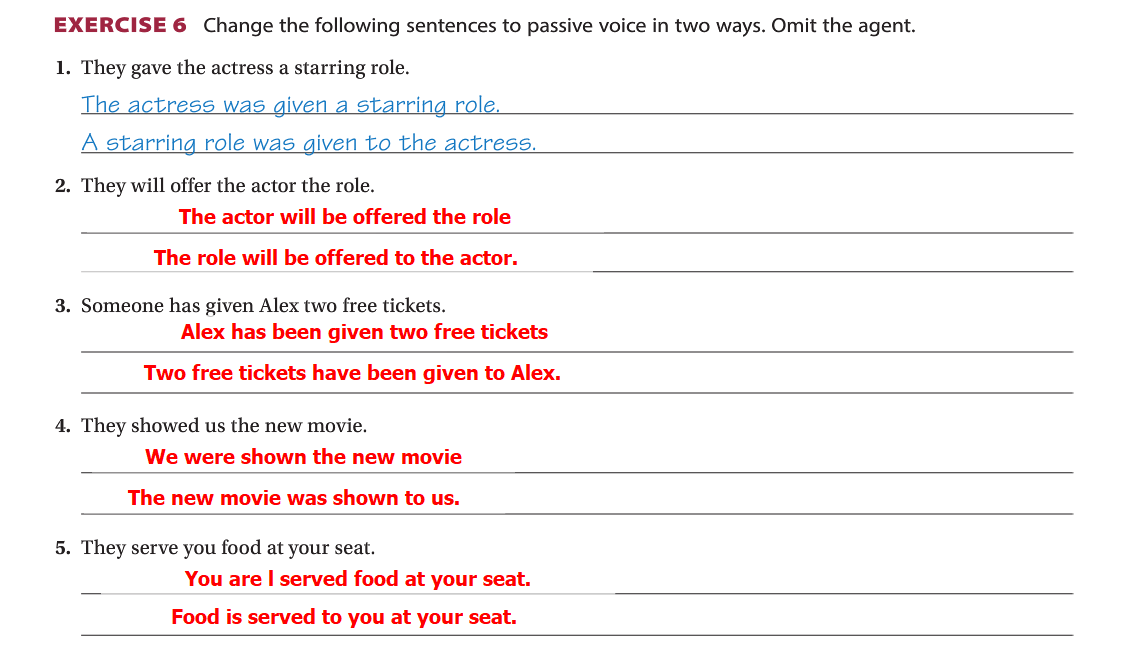 EXERCISE 6 Change the following sentences to passive voice in two ways. Omit the agent.
1. They gave the actress a starring role.
The actress was given a starring role.
A starring role was given to the actress.
2. They will offer the actor the role.
The actor will be offered the role
The role will be offered to the actor.
3. Someone has given Alex two free tickets.
Alex has been given two free tickets
Two free tickets have been given to Alex.
4. They showed us the new movie.
We were shown the new movie
The new movie was shown to us.
5. They serve you food at your seat.
You are l served food at your seat.
Food is served to you at your seat.